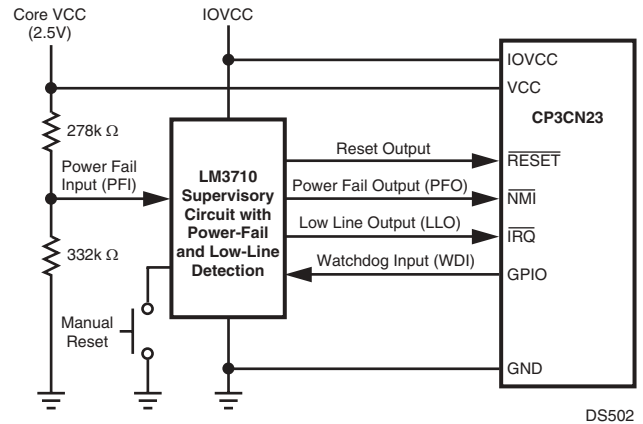 Core VCC
(2.5V)
IOVCC
278k Ω
Power Fail
Input (PFI)
332k Ω
Manual
Reset
LM3710
Supervisory
Circuit with
Power-Fail
and Low-Line
Detection
Reset Output
Power Fail Output (PFO)
Low Line Output (LLO)
Watchdog Input (WDI)
IOVCC
VCC
CP3CN23
RESET
NMI
IRQ
GPIO
GND
DS502